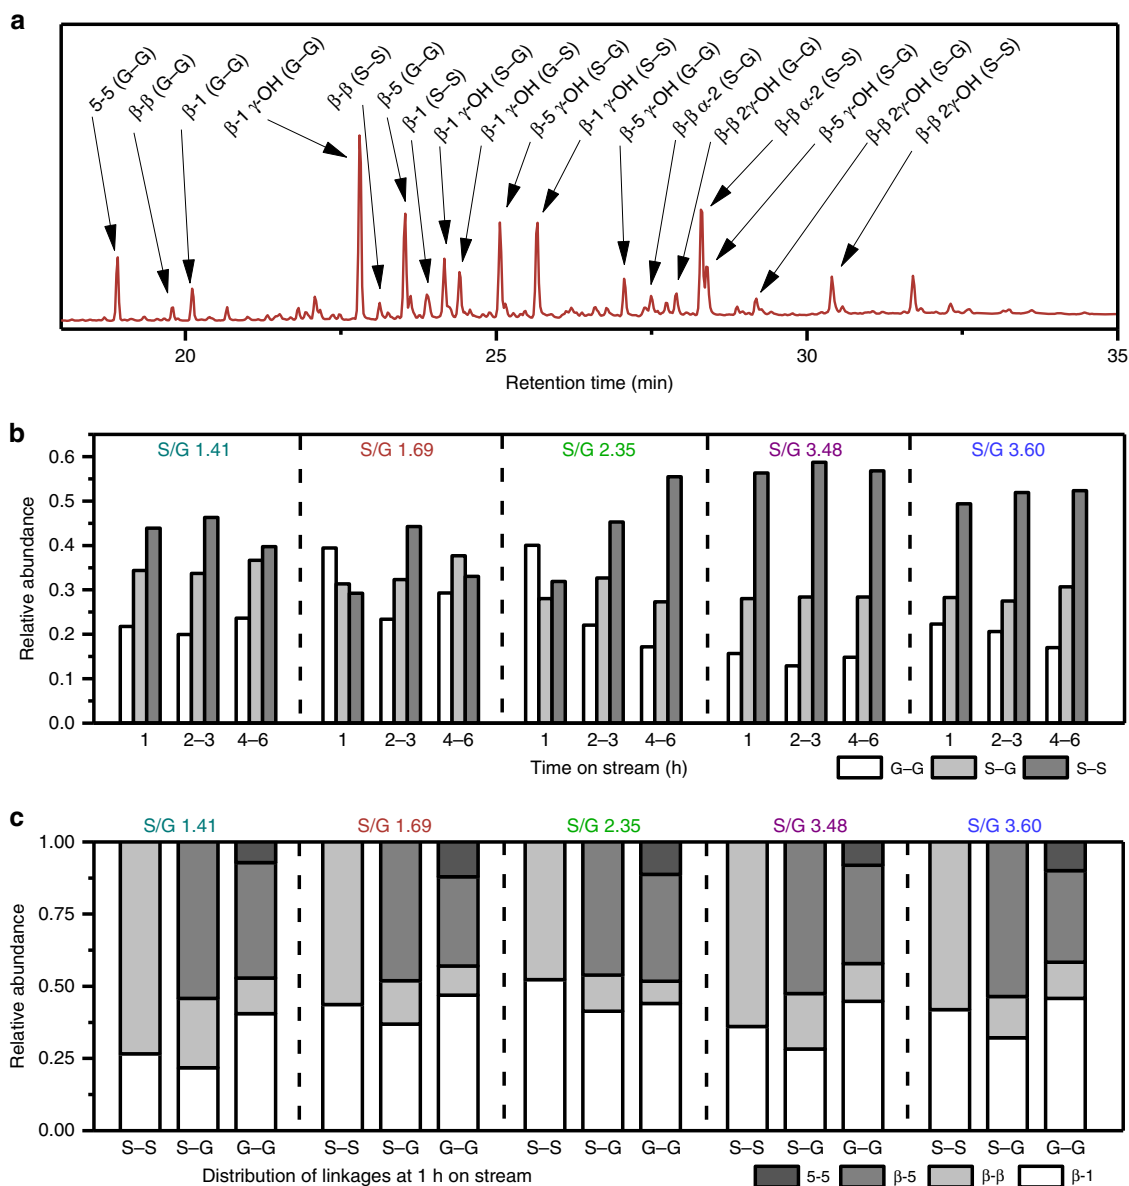 a
5-5 (G–G)
β-β (G–G)
β-1 (G–G)
β-1 γ-OH (G–G)
β-β (S–S)
β-5 (G–G)
β-1 (S–S)
β-1 γ-OH (S–G)
β-1 γ-OH (G–S)
β-5 γ-OH (S–G)
β-1 γ-OH (S–S)
β-5 γ-OH (G–G)
β-β α-2 (S–G)
β-β 2γ-OH (G–G)
β-β α-2 (S–S)
β-5 γ-OH (S–G)
β-β 2γ-OH (S–G)
β-β 2γ-OH (S–S)
20 25 30 35
Retention time (min)
b
S/G 1.41 S/G 1.69 S/G 2.35 S/G 3.48 S/G 3.60
Relative abundance
0.6
0.5
0.4
0.3
0.2
0.1
0.0
1 2–3 4–6 1 2–3 4–6 1 2–3 4–6 1 2–3 4–6 1 2–3 4–6
Time on stream (h)
G–G S–G S–S
c
S/G 1.41 S/G 1.69 S/G 2.35 S/G 3.48 S/G 3.60
Relative abundance
1.00
0.75
0.50
0.25
0.00
S–S S–G G–G S–S S–G G–G S–S S–G G–G S–S S–G G–G S–S S–G G–G
Distribution of linkages at 1 h on stream
5-5 β-5 β-β β-1